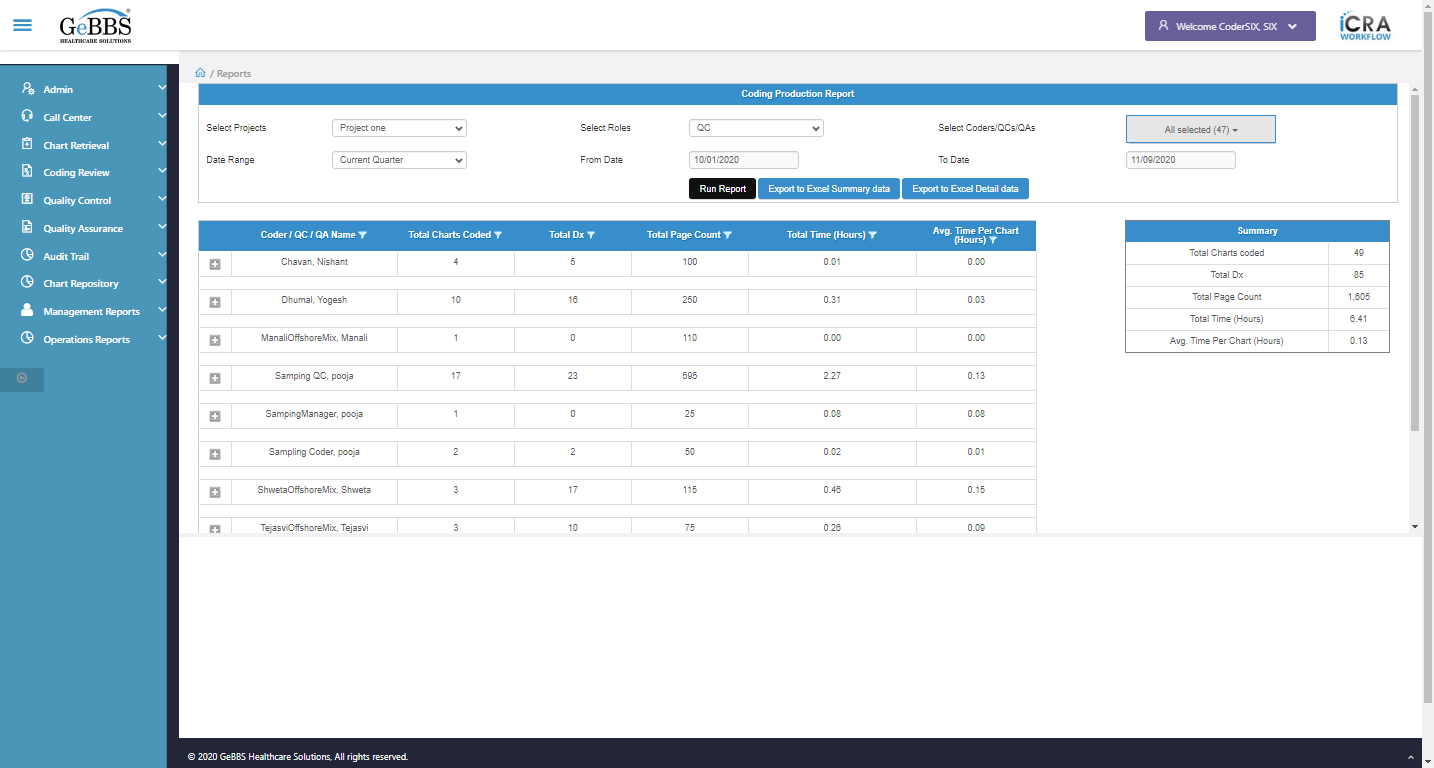 GeBBS
HEALTHCARE SOLUTIONS
Welcome CoderSIX, SIX
iCRA
WORKFLOW
Admin
Call Center
Chart Retrieval
Coding Review
Quality Control
Quality Assurance
Audit Trail
Chart Repository
Management Reports
Operations Reports
/ Reports
Coding Production Report
Select Projects Project one Select Roles QC Select Coders/QCs/QAs All selected (47)
Date Range Current Quarter From Date 10/01/2020 To Date 11/09/2020
Run Report Export to Excel Summary data Export to Excel Detail data
Coder / QC / QA Name Total Charts Coded Total Dx Total Page Count Total Time (Hours) Avg. Time Per Chart
(Hours)
Chavan, Nishant 4 5 100 0.01 0.00
Dhumal, Yogesh 10 16 250 0.31 0.03
ManaliOffshoreMix, Manali 1 0 110 0.00 0.00
Samping QC, pooja 17 23 595 2.27 0.13
SampingManager, pooja 1 0 25 0.08 0.08
Sampling Coder, pooja 2 2 50 0.02 0.01
ShwetaOffshoreMix, Shweta 3 17 115 0.46 0.15
TejasviOffshoreMix, Tejasvi 3 10 75 0.26 0.09
Summary
Total Charts coded 49
Total Dx 85
Total Page Count 1,605
Total Time (Hours) 6.41
Avg. Time Per Chart (Hours) 0.13
© 2020 GeBBS Healthcare Solutions, All rights reserved.